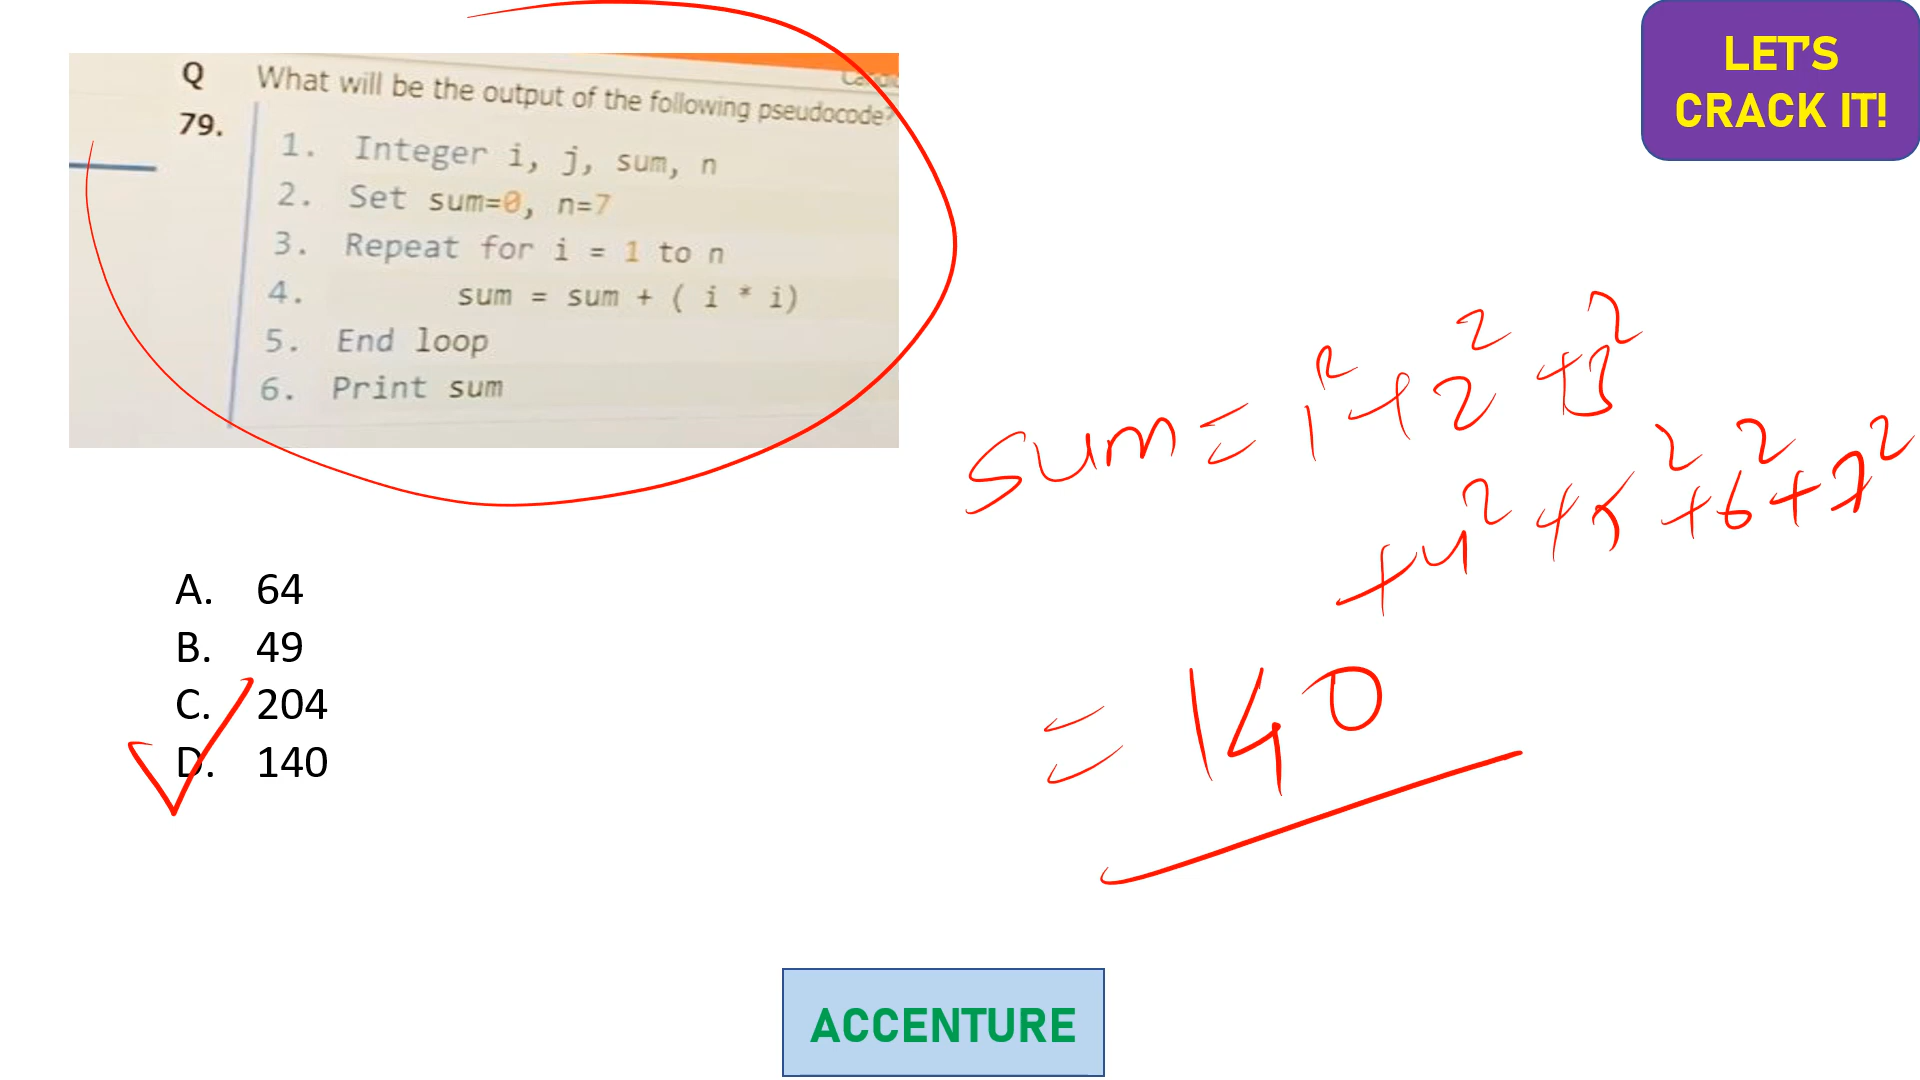 LET'S
CRACK IT!
Q What will be the output of the following pseudocode?
79.
1. Integer i, j, sum, n
2. Set sum=0, n=7
3. Repeat for i = 1 to n
4. sum = sum + ( i * i)
5. End loop
6. Print sum
sum = 1² + 2² + 3²
+ 4² + 5² + 6² + 7²
= 140
A. 64
B. 49
C. 204
D. 140
ACCENTURE